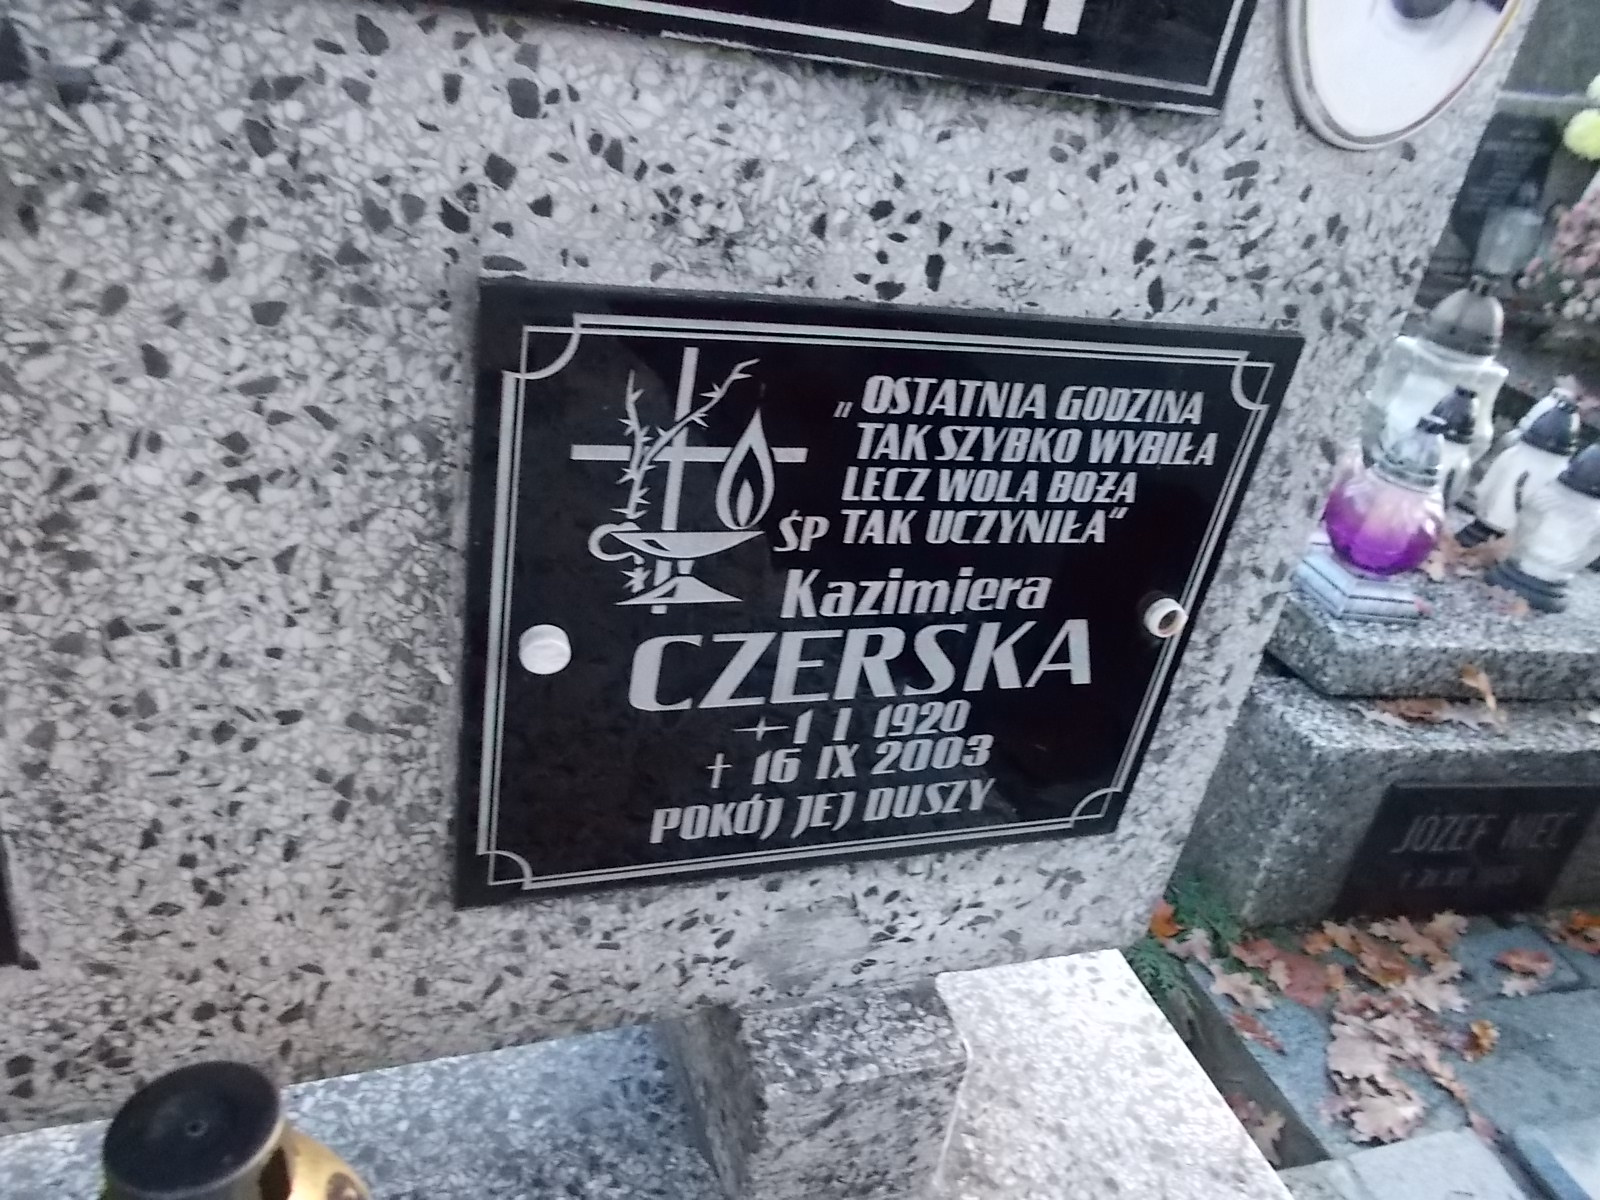 „OSTATNIA GODZINA
TAK SZYBKO WYBIŁA
LECZ WOLA BOŻA
TAK UCZYNIŁA"
ŚP
Kazimiera
CZERSKA
1 I 1920
+ 16 IX 2003
POKÓJ JEJ DUSZY
JÓZEF NIEĆ